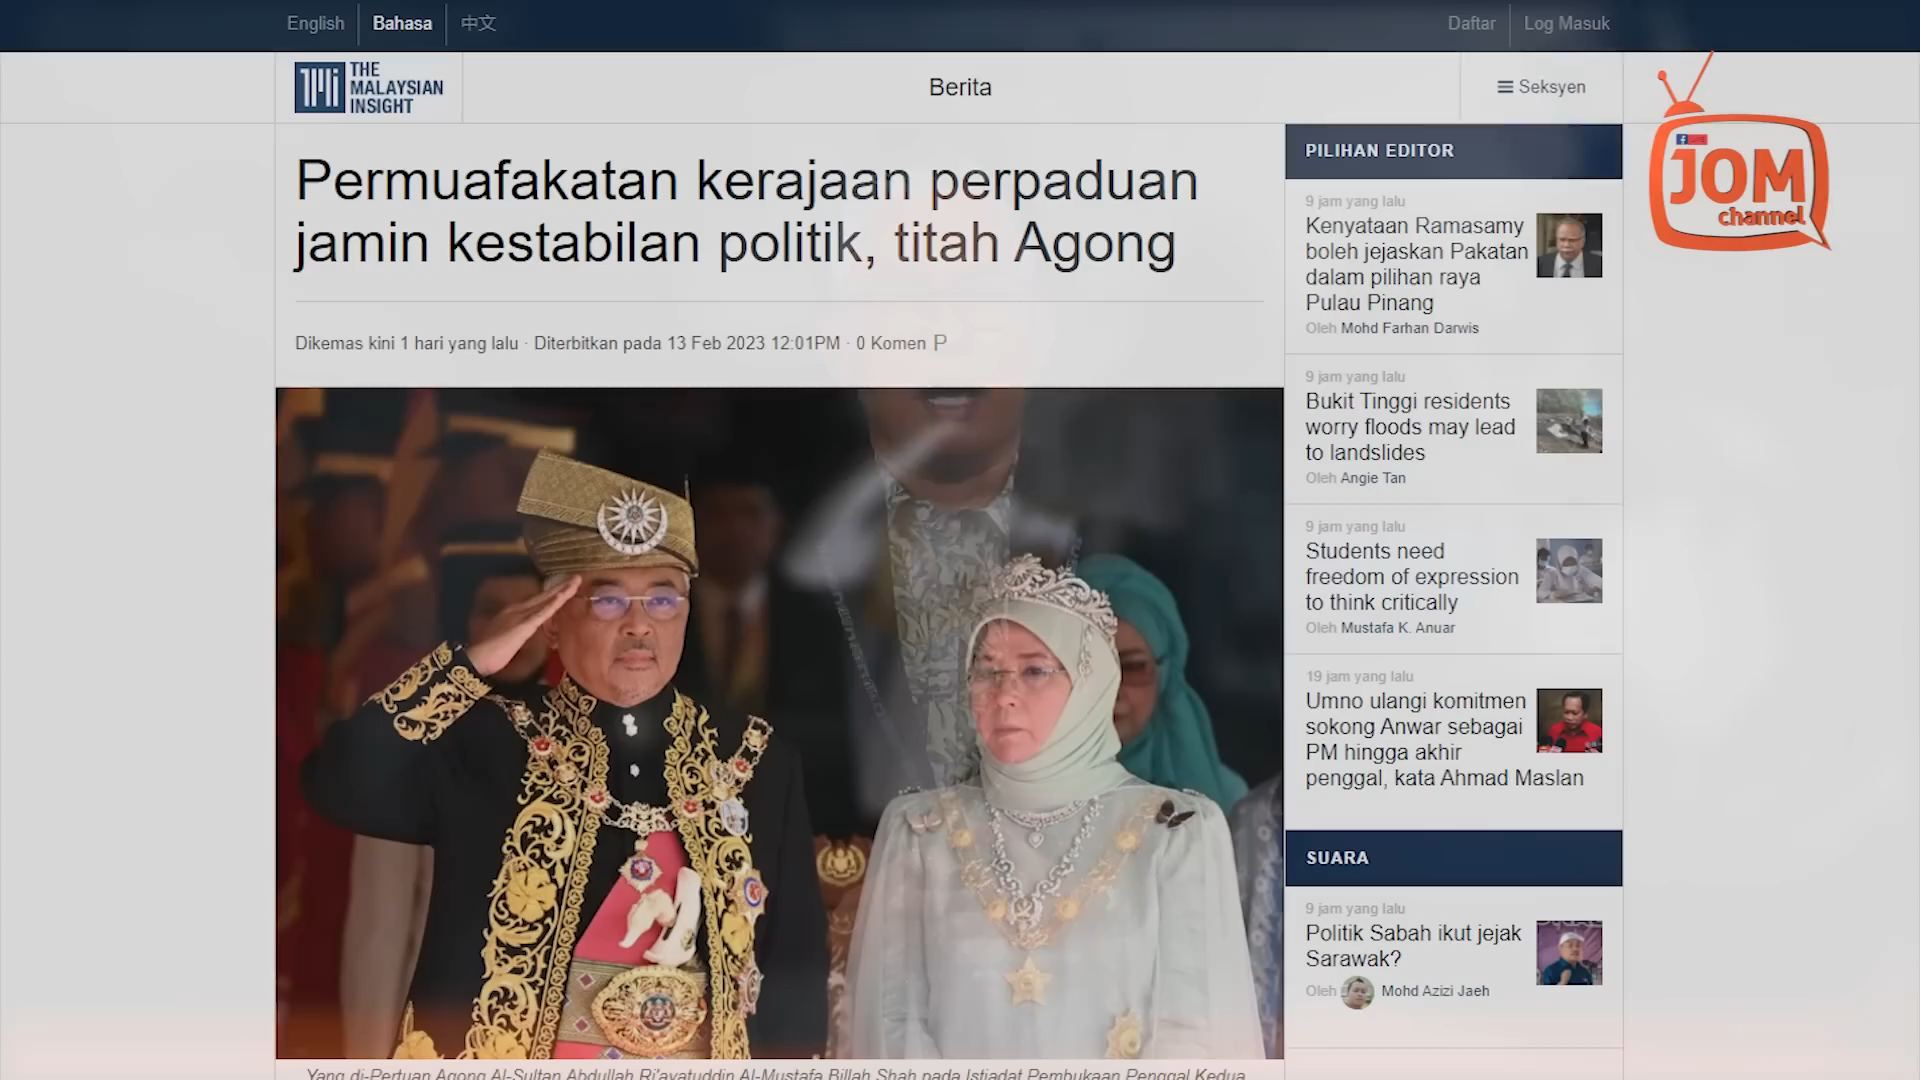 English
Bahasa
中文
Daftar
Log Masuk
THE
MALAYSIAN
INSIGHT
Berita
Seksyen
JOM
channel
Permuafakatan kerajaan perpaduan
jamin kestabilan politik, titah Agong
Dikemas kini 1 hari yang lalu · Diterbitkan pada 13 Feb 2023 12:01PM · 0 Komen
PILIHAN EDITOR
9 jam yang lalu
Kenyataan Ramasamy
boleh jejaskan Pakatan
dalam pilihan raya
Pulau Pinang
Oleh Mohd Farhan Darwis
9 jam yang lalu
Bukit Tinggi residents
worry floods may lead
to landslides
Oleh Angie Tan
9 jam yang lalu
Students need
freedom of expression
to think critically
Oleh Mustafa K. Anuar
19 jam yang lalu
Umno ulangi komitmen
sokong Anwar sebagai
PM hingga akhir
penggal, kata Ahmad Maslan
SUARA
9 jam yang lalu
Politik Sabah ikut jejak
Sarawak?
Oleh Mohd Azizi Jaeh
Yang di-Pertuan Agong Al-Sultan Abdullah Ri'ayatuddin Al-Mustafa Billah Shah pada Istiadat Pembukaan Penggal Kedua